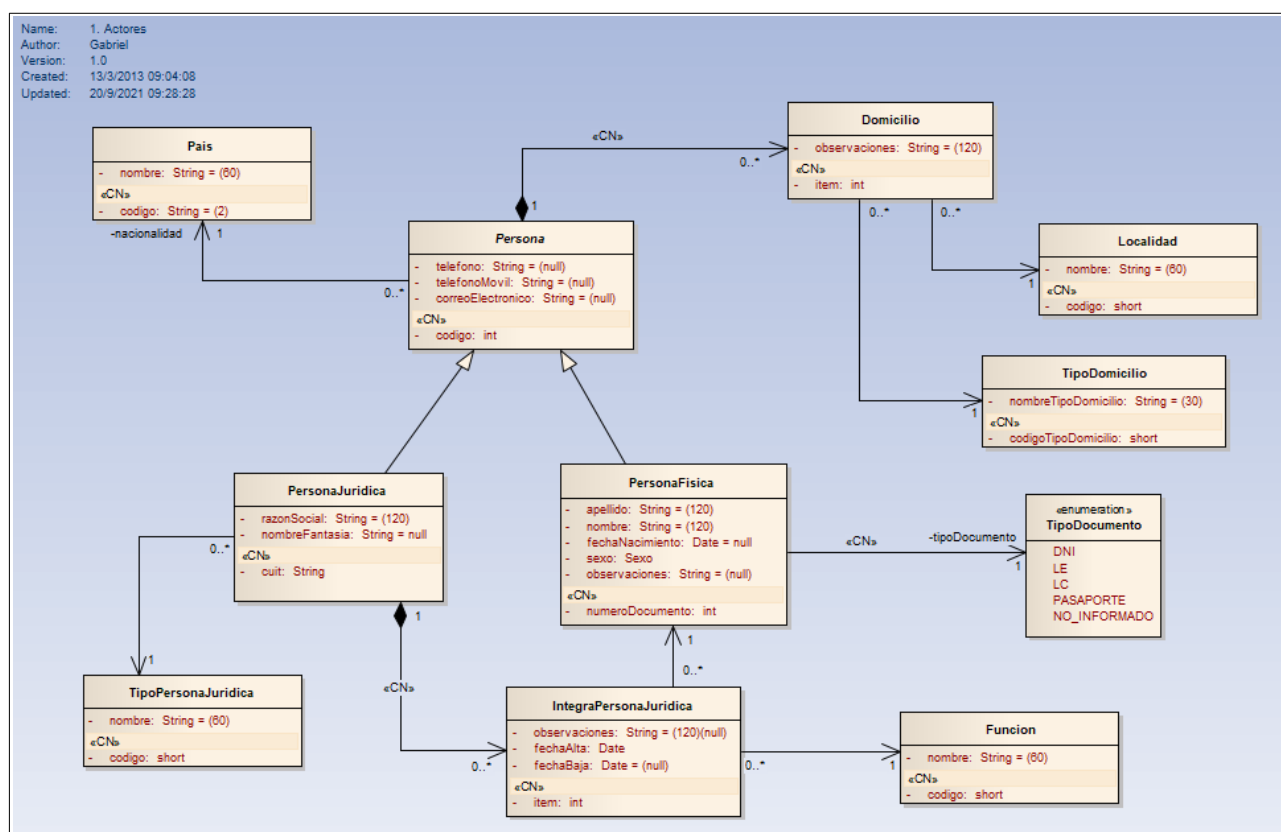 Name: 1. Actores
Author: Gabriel
Version: 1.0
Created: 13/3/2013 09:04:08
Updated: 20/9/2021 09:28:28
Pais
- nombre: String = (60)
«CN»
- codigo: String = (2)
-nacionalidad
1
0..*
«CN»
0..*
1
Domicilio
- observaciones: String = (120)
«CN»
- item: int
0..*
0..*
Persona
- telefono: String = (null)
- telefonoMovil: String = (null)
- correoElectronico: String = (null)
«CN»
- codigo: int
Localidad
- nombre: String = (60)
«CN»
- codigo: short
1
TipoDomicilio
- nombreTipoDomicilio: String = (30)
«CN»
- codigoTipoDomicilio: short
1
PersonaJuridica
- razonSocial: String = (120)
- nombreFantasia: String = null
«CN»
- cuit: String
0..*
1
PersonaFisica
- apellido: String = (120)
- nombre: String = (120)
- fechaNacimiento: Date = null
- sexo: Sexo
- observaciones: String = (null)
«CN»
- numeroDocumento: int
«CN»
-tipoDocumento
1
«enumeration»
TipoDocumento
DNI
LE
LC
PASAPORTE
NO_INFORMADO
1
0..*
1
TipoPersonaJuridica
- nombre: String = (60)
«CN»
- codigo: short
«CN»
0..*
IntegraPersonaJuridica
- observaciones: String = (120)(null)
- fechaAlta: Date
- fechaBaja: Date = (null)
«CN»
- item: int
0..*
1
Funcion
- nombre: String = (60)
«CN»
- codigo: short